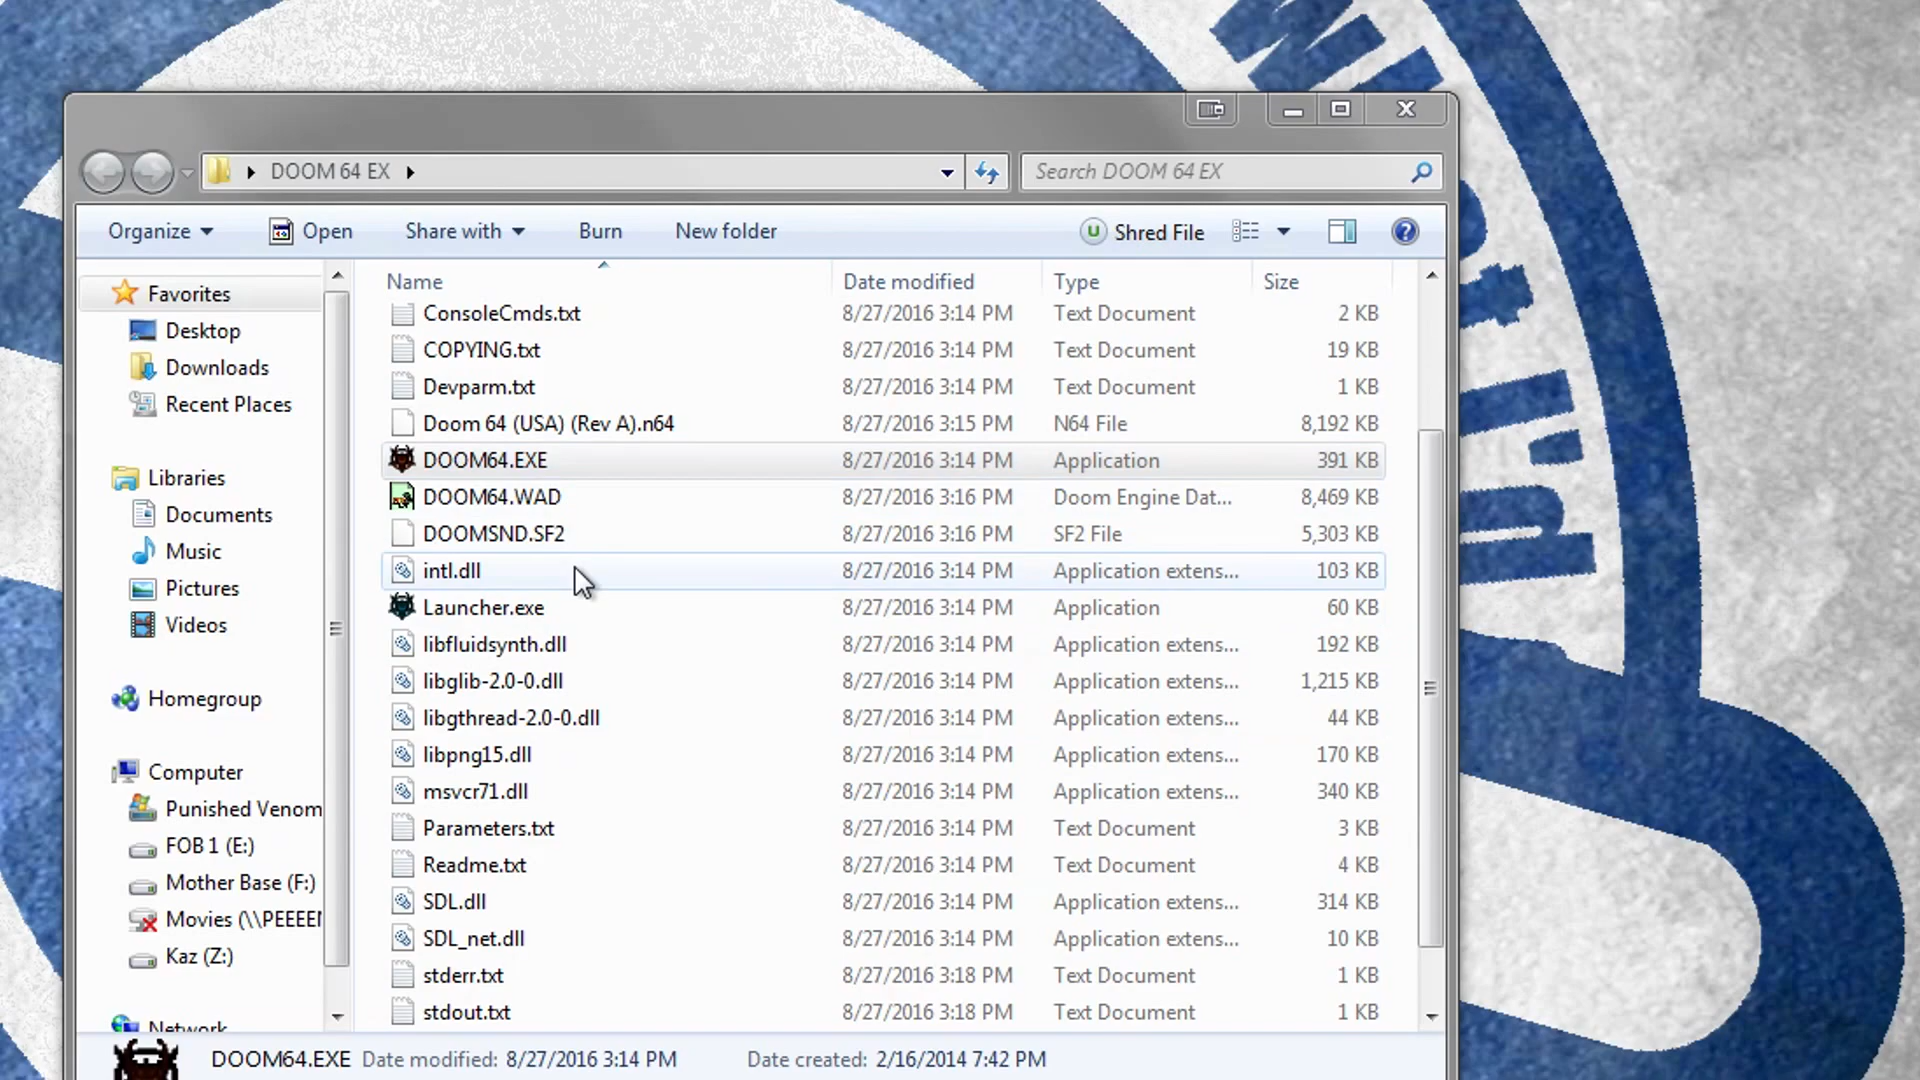 DOOM 64 EX
Search DOOM 64 EX
Organize Open Share with Burn New folder Shred File
Name Date modified Type Size
Favorites
Desktop
Downloads
Recent Places
Libraries
Documents
Music
Pictures
Videos
Homegroup
Computer
Punished Venom
FOB 1 (E:)
Mother Base (F:)
Movies (\\PEEEE
Kaz (Z:)
Network
ConsoleCmds.txt 8/27/2016 3:14 PM Text Document 2 KB
COPYING.txt 8/27/2016 3:14 PM Text Document 19 KB
Devparm.txt 8/27/2016 3:14 PM Text Document 1 KB
Doom 64 (USA) (Rev A).n64 8/27/2016 3:15 PM N64 File 8,192 KB
DOOM64.EXE 8/27/2016 3:14 PM Application 391 KB
DOOM64.WAD 8/27/2016 3:16 PM Doom Engine Dat... 8,469 KB
DOOMSND.SF2 8/27/2016 3:16 PM SF2 File 5,303 KB
intl.dll 8/27/2016 3:14 PM Application extens... 103 KB
Launcher.exe 8/27/2016 3:14 PM Application 60 KB
libfluidsynth.dll 8/27/2016 3:14 PM Application extens... 192 KB
libglib-2.0-0.dll 8/27/2016 3:14 PM Application extens... 1,215 KB
libgthread-2.0-0.dll 8/27/2016 3:14 PM Application extens... 44 KB
libpng15.dll 8/27/2016 3:14 PM Application extens... 170 KB
msvcr71.dll 8/27/2016 3:14 PM Application extens... 340 KB
Parameters.txt 8/27/2016 3:14 PM Text Document 3 KB
Readme.txt 8/27/2016 3:14 PM Text Document 4 KB
SDL.dll 8/27/2016 3:14 PM Application extens... 314 KB
SDL_net.dll 8/27/2016 3:14 PM Application extens... 10 KB
stderr.txt 8/27/2016 3:18 PM Text Document 1 KB
stdout.txt 8/27/2016 3:18 PM Text Document 1 KB
DOOM64.EXE Date modified: 8/27/2016 3:14 PM Date created: 2/16/2014 7:42 PM